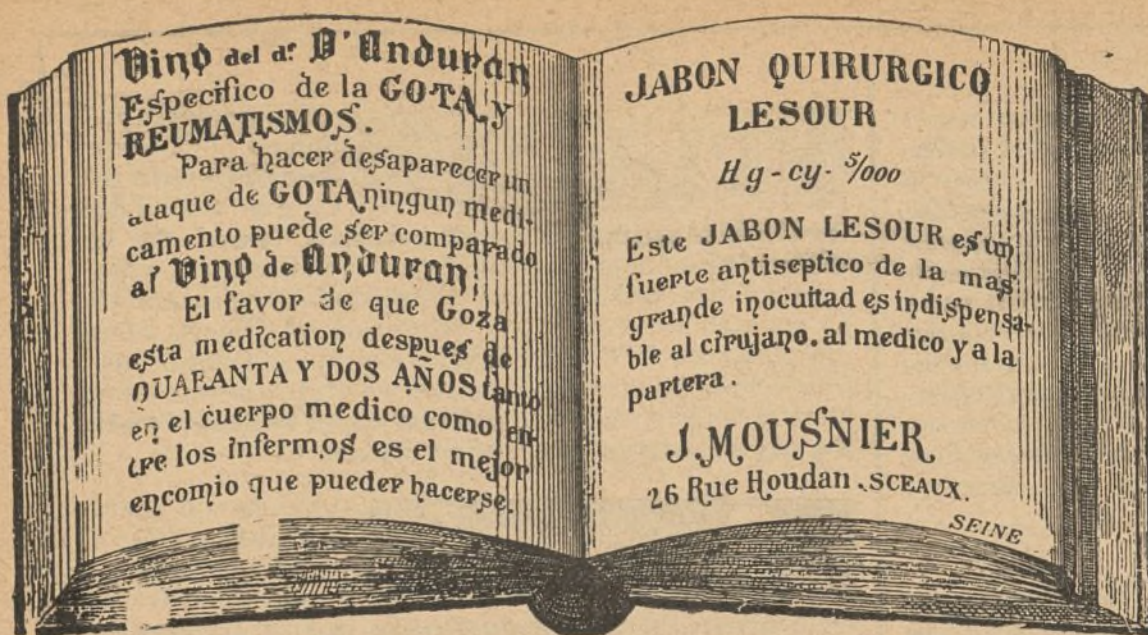 Vino del dr. D'Anduran
Especifico de la GOTA y
REUMATISMOS.
Para hacer desaparecer un
ataque de GOTA ningun medi-
camento puede ser comparado
al Vino de Anduran.
El favor de que Goza
esta medication despues de
QUARANTA Y DOS AÑOS tanto
en el cuerpo medico como en-
tre los infermos es el mejor
encomio que pueder hacerse.
JABON QUIRURGICO
LESOUR
Hg-cy- 5/000
Este JABON LESOUR es un
fuerte antiseptico de la mas
grande inocuitad es indispensa-
ble al cirujano. al medico y a la
partera.
J. MOUSNIER
26 Rue Houdan. SCEAUX.
SEINE